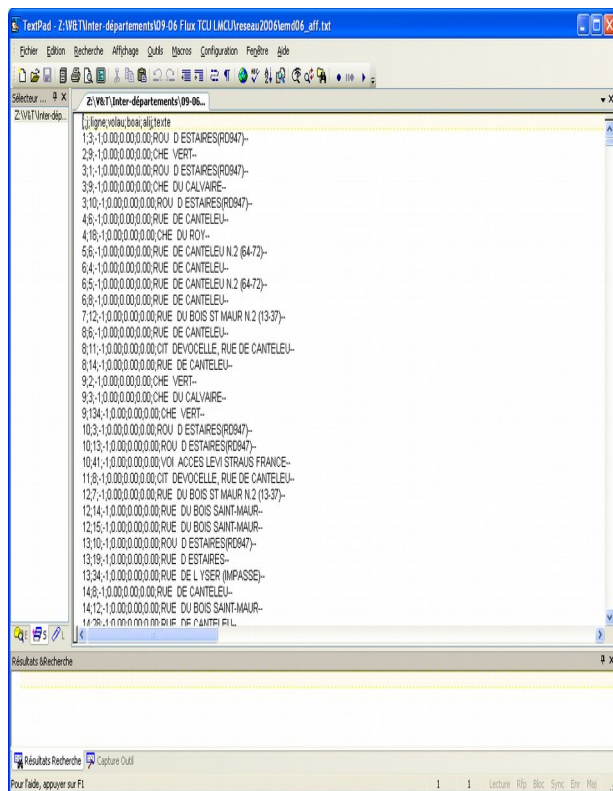 TextPad - Z:\V&T\Inter-départements\09-06 Flux TCU LMCU\reseau2006\emd06_aff.txt
Fichier Edition Recherche Affichage Outils Macros Configuration Fenêtre Aide
Sélecteur ...
Z:\V&T\Inter-départements\09-06...
Z:\V&T\Inter-dép...
i;j;ligne;volau;boai;alij;texte
1;3;-1;0.00;0.00;0.00;ROU D ESTAIRES(RD947)--
2;9;-1;0.00;0.00;0.00;CHE VERT--
3;1;-1;0.00;0.00;0.00;ROU D ESTAIRES(RD947)--
3;9;-1;0.00;0.00;0.00;CHE DU CALVAIRE--
3;10;-1;0.00;0.00;0.00;ROU D ESTAIRES(RD947)--
4;6;-1;0.00;0.00;0.00;RUE DE CANTELEU--
4;18;-1;0.00;0.00;0.00;CHE DU ROY--
5;6;-1;0.00;0.00;0.00;RUE DE CANTELEU N.2 (64-72)--
6;4;-1;0.00;0.00;0.00;RUE DE CANTELEU--
6;5;-1;0.00;0.00;0.00;RUE DE CANTELEU N.2 (64-72)--
6;8;-1;0.00;0.00;0.00;RUE DE CANTELEU--
7;12;-1;0.00;0.00;0.00;RUE DU BOIS ST MAUR N.2 (13-37)--
8;6;-1;0.00;0.00;0.00;RUE DE CANTELEU--
8;11;-1;0.00;0.00;0.00;CIT DEVOCELLE, RUE DE CANTELEU--
8;14;-1;0.00;0.00;0.00;RUE DE CANTELEU--
9;2;-1;0.00;0.00;0.00;CHE VERT--
9;3;-1;0.00;0.00;0.00;CHE DU CALVAIRE--
9;134;-1;0.00;0.00;0.00;CHE VERT--
10;3;-1;0.00;0.00;0.00;ROU D ESTAIRES(RD947)--
10;13;-1;0.00;0.00;0.00;ROU D ESTAIRES(RD947)--
10;41;-1;0.00;0.00;0.00;VOI ACCES LEVI STRAUS FRANCE--
11;8;-1;0.00;0.00;0.00;CIT DEVOCELLE, RUE DE CANTELEU--
12;7;-1;0.00;0.00;0.00;RUE DU BOIS ST MAUR N.2 (13-37)--
12;14;-1;0.00;0.00;0.00;RUE DU BOIS SAINT-MAUR--
12;15;-1;0.00;0.00;0.00;RUE DU BOIS SAINT-MAUR--
13;10;-1;0.00;0.00;0.00;ROU D ESTAIRES(RD947)--
13;19;-1;0.00;0.00;0.00;RUE D ESTAIRES--
13;34;-1;0.00;0.00;0.00;RUE DE L YSER (IMPASSE)--
14;8;-1;0.00;0.00;0.00;RUE DE CANTELEU--
14;12;-1;0.00;0.00;0.00;RUE DU BOIS SAINT-MAUR--
14;28;-1;0.00;0.00;0.00;RUE DE CANTELEU--
Résultats &Recherche
Résultats Recherche Capture Outil
Pour l'aide, appuyer sur F1 1 1 Lecture Rfp Bloc Sync Enr Maj